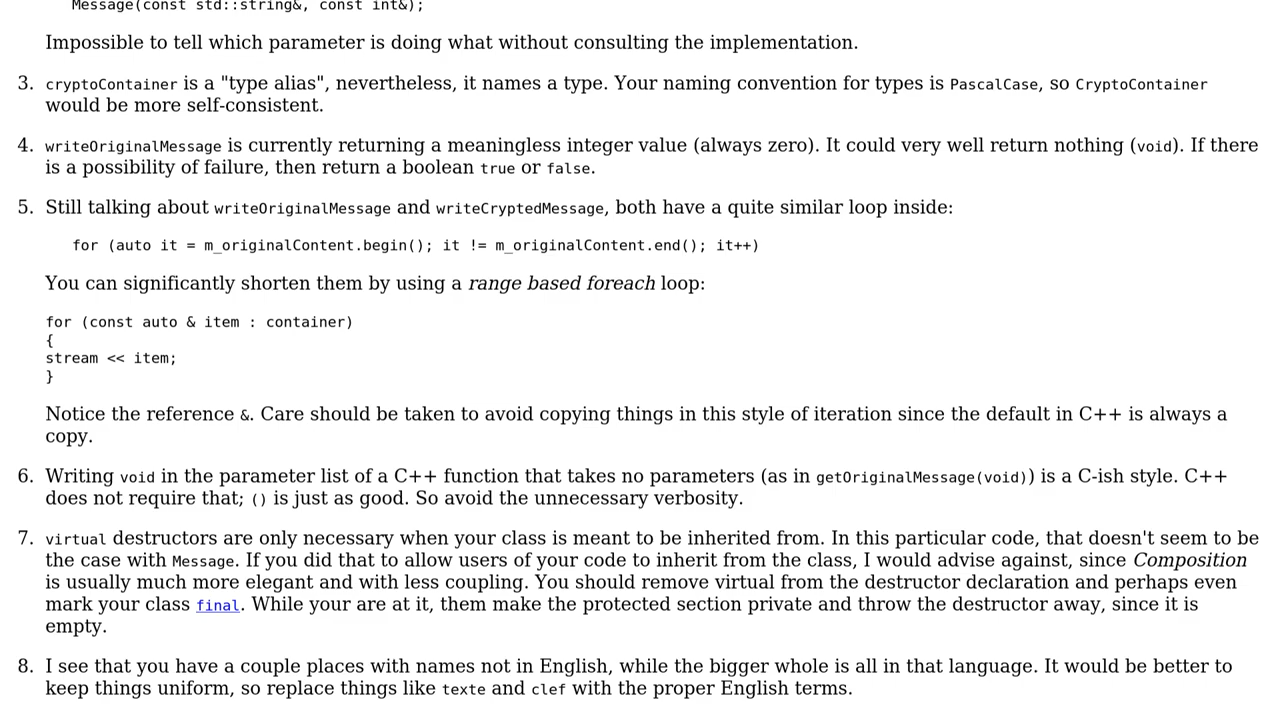 Message(const std::string&, const int&);
Impossible to tell which parameter is doing what without consulting the implementation.
3. cryptoContainer is a "type alias", nevertheless, it names a type. Your naming convention for types is PascalCase, so CryptoContainer
would be more self-consistent.
4. writeOriginalMessage is currently returning a meaningless integer value (always zero). It could very well return nothing (void). If there
is a possibility of failure, then return a boolean true or false.
5. Still talking about writeOriginalMessage and writeCryptedMessage, both have a quite similar loop inside:
for (auto it = m_originalContent.begin(); it != m_originalContent.end(); it++)
You can significantly shorten them by using a range based foreach loop:
for (const auto & item : container)
{
stream << item;
}
Notice the reference &. Care should be taken to avoid copying things in this style of iteration since the default in C++ is always a
copy.
6. Writing void in the parameter list of a C++ function that takes no parameters (as in getOriginalMessage(void)) is a C-ish style. C++
does not require that; () is just as good. So avoid the unnecessary verbosity.
7. virtual destructors are only necessary when your class is meant to be inherited from. In this particular code, that doesn't seem to be
the case with Message. If you did that to allow users of your code to inherit from the class, I would advise against, since Composition
is usually much more elegant and with less coupling. You should remove virtual from the destructor declaration and perhaps even
mark your class final. While your are at it, them make the protected section private and throw the destructor away, since it is
empty.
8. I see that you have a couple places with names not in English, while the bigger whole is all in that language. It would be better to
keep things uniform, so replace things like texte and clef with the proper English terms.